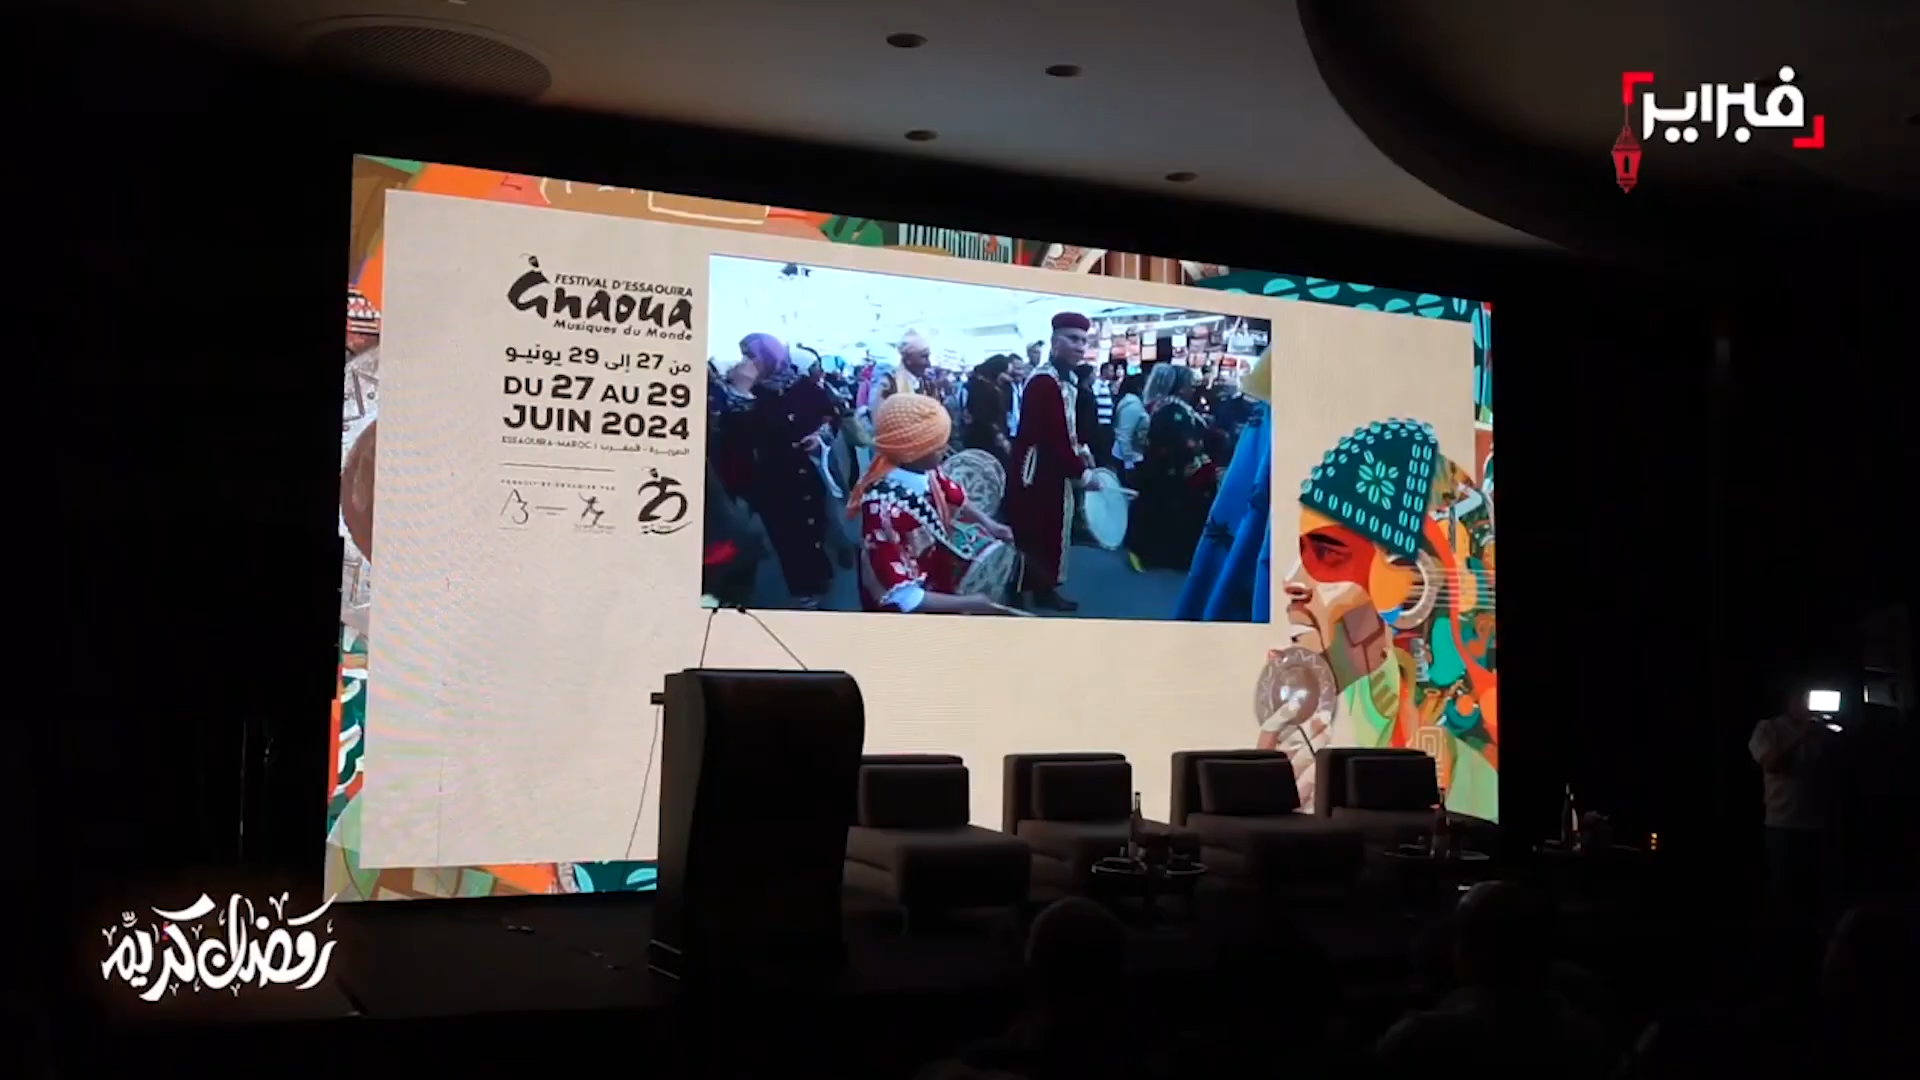 فبراير
FESTIVAL D'ESSAOUIRA
Gnaoua
Musiques du Monde
من 27 إلى 29 يونيو
DU 27 AU 29
JUIN 2024
ESSAOUIRA-MAROC | الصويرة - المغرب
25
رمضان كريم